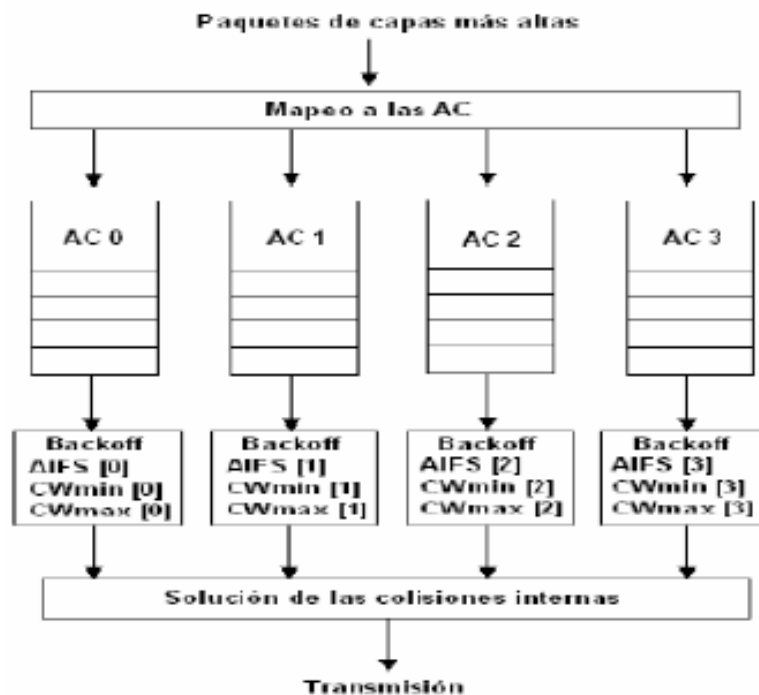 Paquetes de capas más altas
Mapeo a las AC
AC 0
AC 1
AC 2
AC 3
Backoff
AIFS [0]
CWmin [0]
CWmax [0]
Backoff
AIFS [1]
CWmin [1]
CWmax [1]
Backoff
AIFS [2]
CWmin [2]
CWmax [2]
Backoff
AIFS [3]
CWmin [3]
CWmax [3]
Solución de las colisiones internas
Transmisión